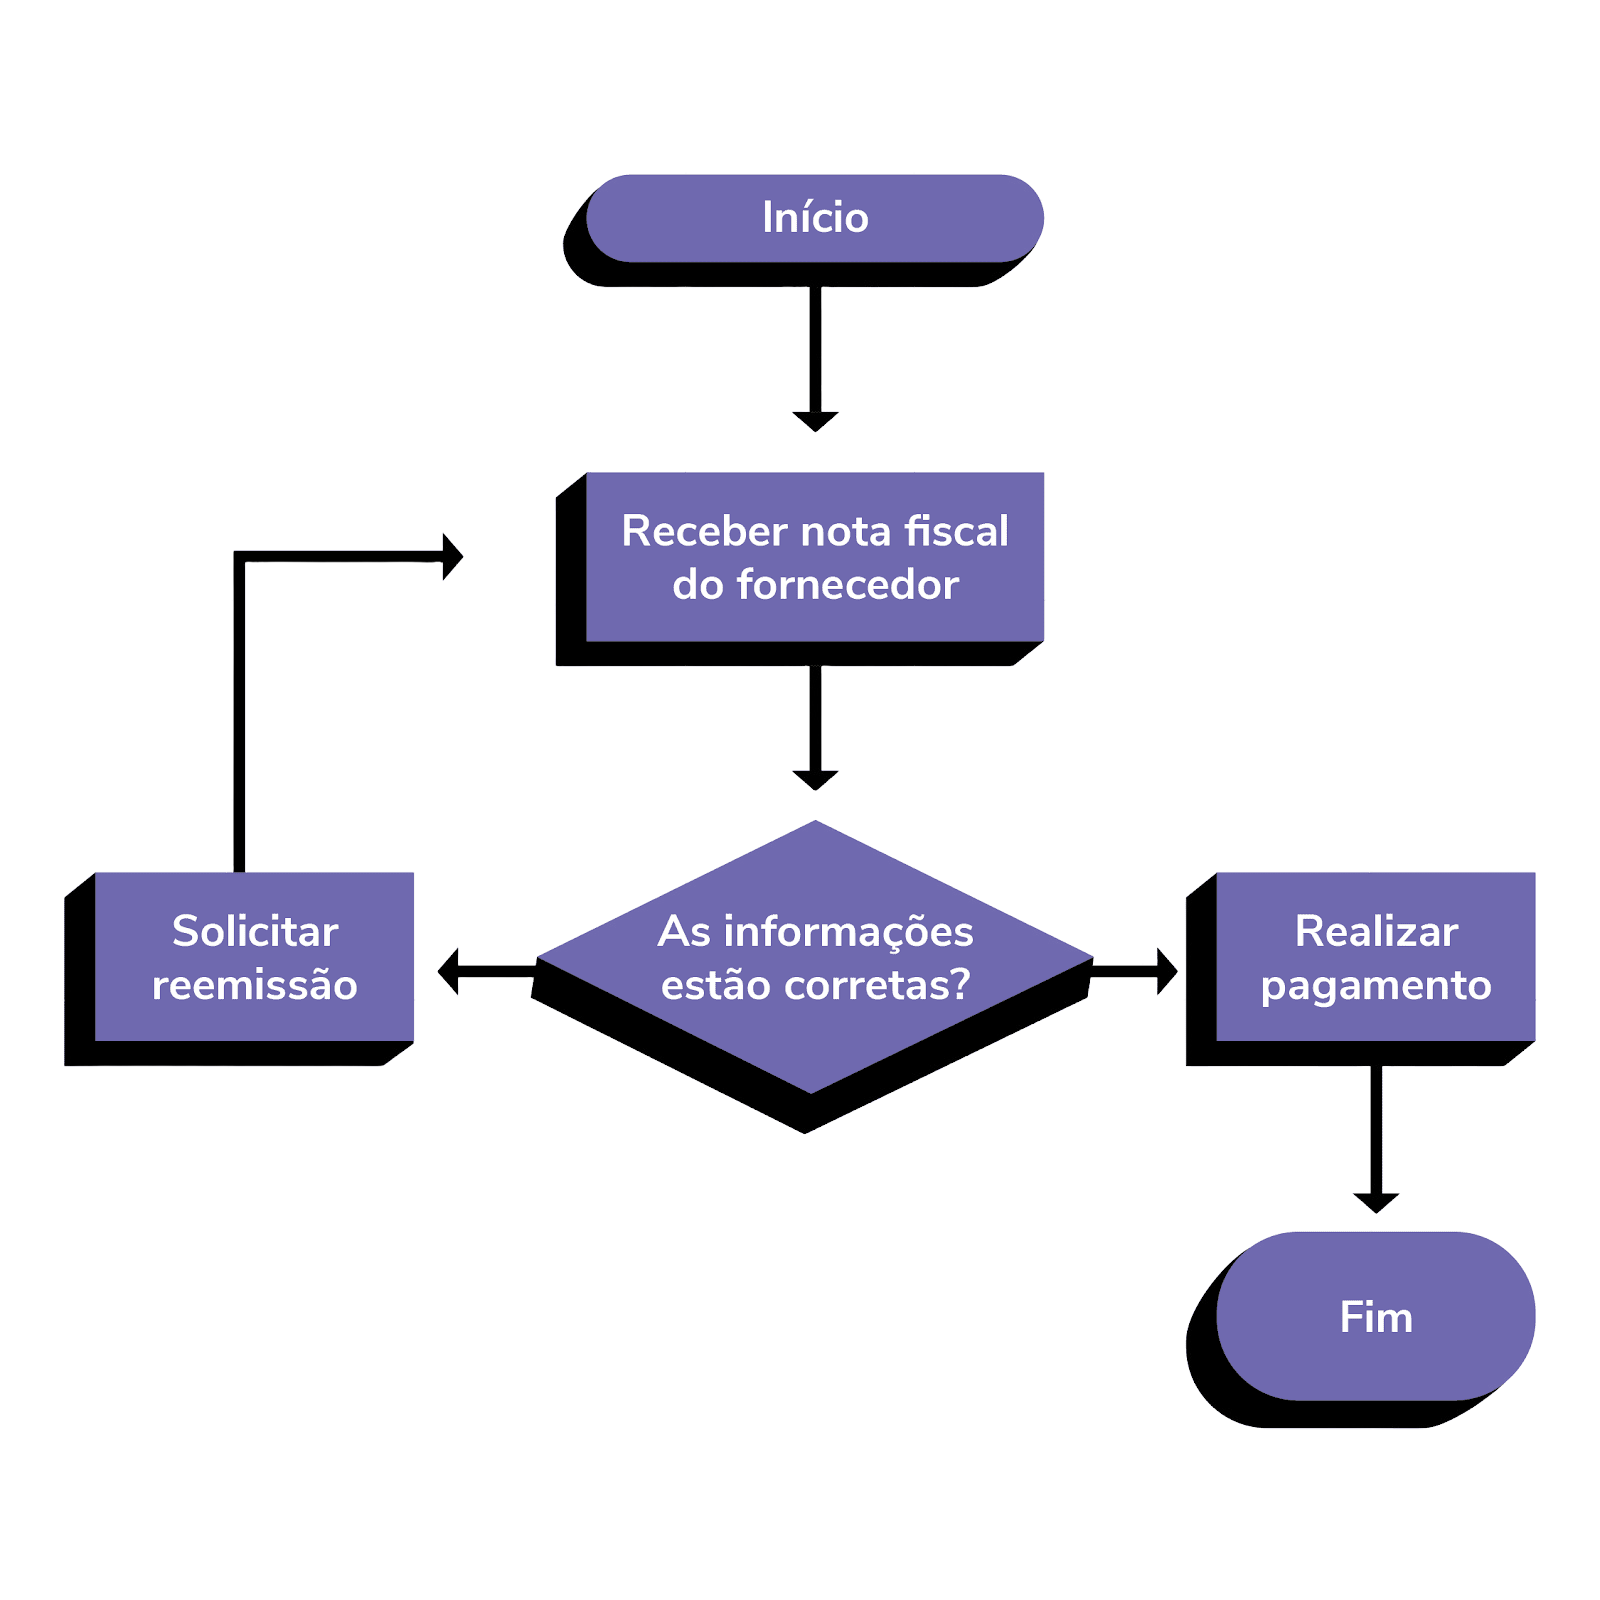 Início
Receber nota fiscal
do fornecedor
Solicitar
reemissão
As informações
estão corretas?
Realizar
pagamento
Fim